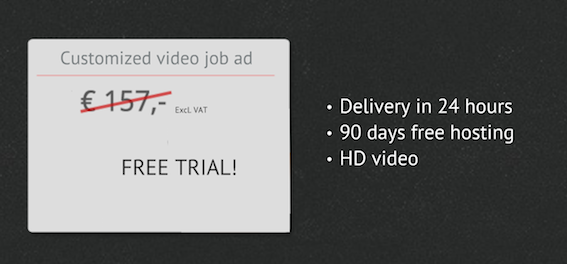 Customized video job ad
€ 157,- Excl. VAT
FREE TRIAL!
• Delivery in 24 hours
• 90 days free hosting
• HD video